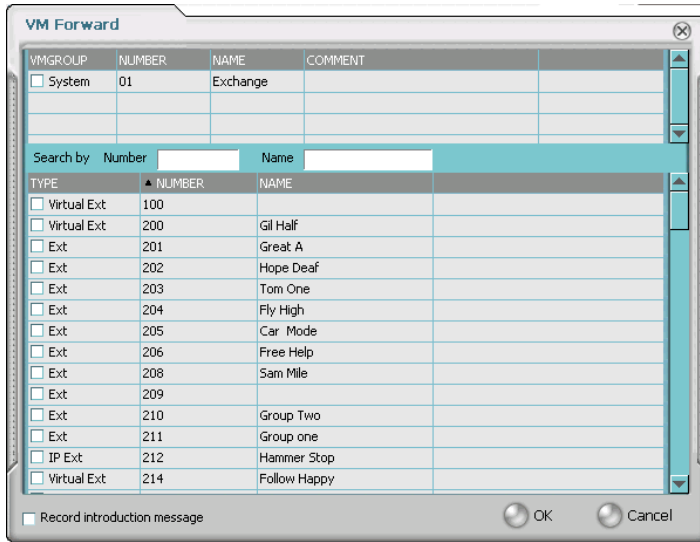 VM Forward
VMGROUP NUMBER NAME COMMENT
System 01 Exchange
Search by Number Name
TYPE NUMBER NAME
Virtual Ext 100
Virtual Ext 200 Gil Half
Ext 201 Great A
Ext 202 Hope Deaf
Ext 203 Tom One
Ext 204 Fly High
Ext 205 Car Mode
Ext 206 Free Help
Ext 208 Sam Mile
Ext 209
Ext 210 Group Two
Ext 211 Group one
IP Ext 212 Hammer Stop
Virtual Ext 214 Follow Happy
Record introduction message OK Cancel